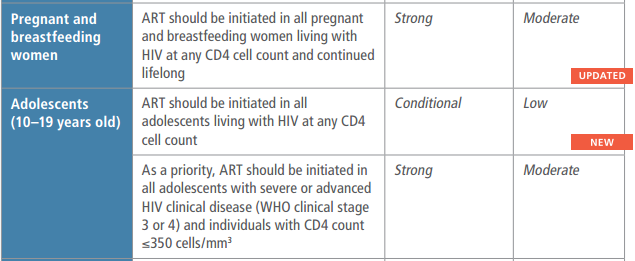 Pregnant and
breastfeeding
women
ART should be initiated in all pregnant
and breastfeeding women living with
HIV at any CD4 cell count and continued
lifelong
Strong
Moderate
UPDATED
Adolescents
(10–19 years old)
ART should be initiated in all
adolescents living with HIV at any CD4
cell count
Conditional
Low
NEW
As a priority, ART should be initiated in
all adolescents with severe or advanced
HIV clinical disease (WHO clinical stage
3 or 4) and individuals with CD4 count
≤350 cells/mm³
Strong
Moderate